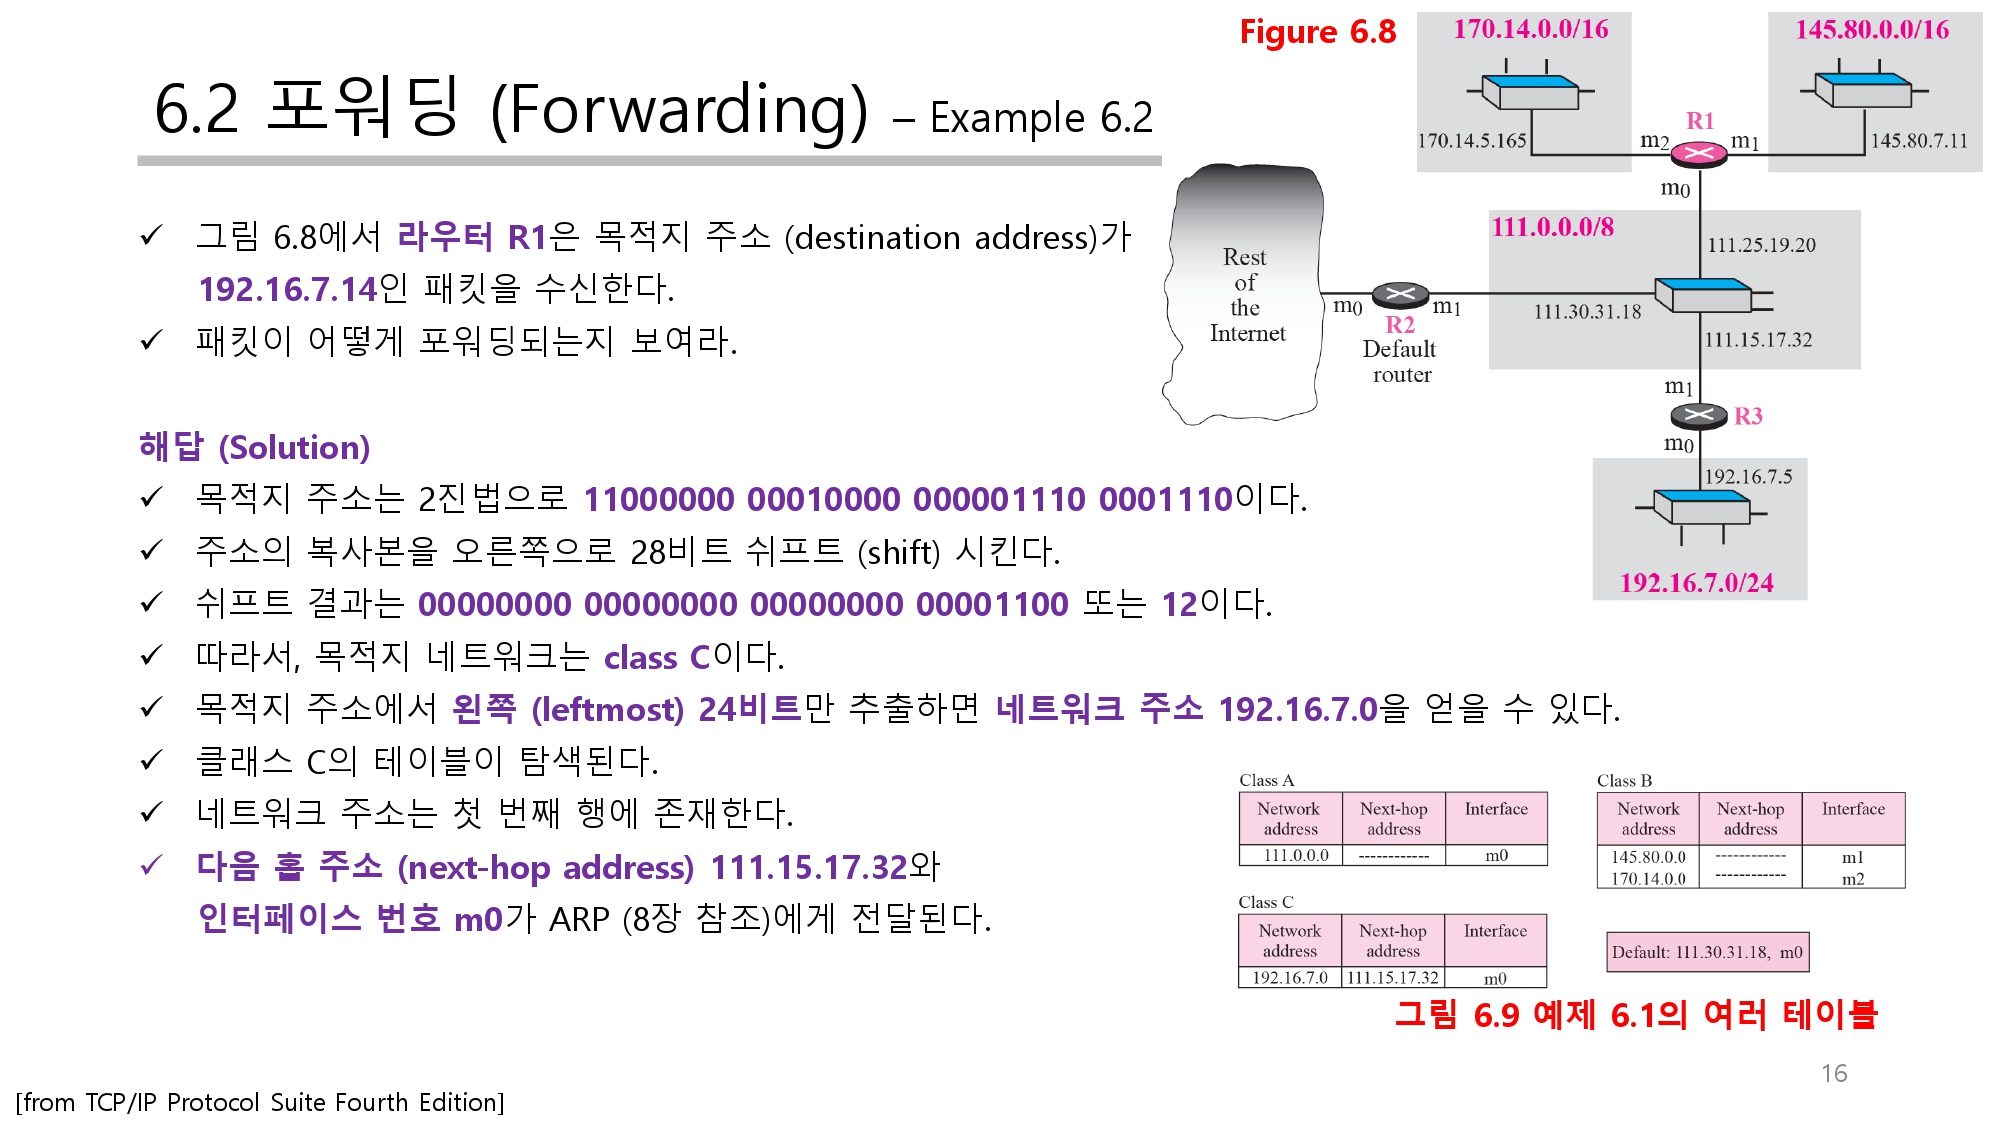 Figure 6.8
6.2 포워딩 (Forwarding) – Example 6.2
170.14.0.0/16
145.80.0.0/16
R1
170.14.5.165
m2
m1
145.80.7.11
m0
111.0.0.0/8
111.25.19.20
Rest
of
the
Internet
m0
m1
R2
Default
router
111.30.31.18
111.15.17.32
m1
R3
m0
192.16.7.5
192.16.7.0/24
✓ 그림 6.8에서 라우터 R1은 목적지 주소 (destination address)가
192.16.7.14인 패킷을 수신한다.
✓ 패킷이 어떻게 포워딩되는지 보여라.
해답 (Solution)
✓ 목적지 주소는 2진법으로 11000000 00010000 000001110 0001110이다.
✓ 주소의 복사본을 오른쪽으로 28비트 쉬프트 (shift) 시킨다.
✓ 쉬프트 결과는 00000000 00000000 00000000 00001100 또는 12이다.
✓ 따라서, 목적지 네트워크는 class C이다.
✓ 목적지 주소에서 왼쪽 (leftmost) 24비트만 추출하면 네트워크 주소 192.16.7.0을 얻을 수 있다.
✓ 클래스 C의 테이블이 탐색된다.
✓ 네트워크 주소는 첫 번째 행에 존재한다.
✓ 다음 홉 주소 (next-hop address) 111.15.17.32와
인터페이스 번호 m0가 ARP (8장 참조)에게 전달된다.
Class A
Network address Next-hop address Interface
111.0.0.0 ------------ m0
Class B
Network address Next-hop address Interface
145.80.0.0 ------------ m1
170.14.0.0 ------------ m2
Class C
Network address Next-hop address Interface
192.16.7.0 111.15.17.32 m0
Default: 111.30.31.18, m0
그림 6.9 예제 6.1의 여러 테이블
16
[from TCP/IP Protocol Suite Fourth Edition]